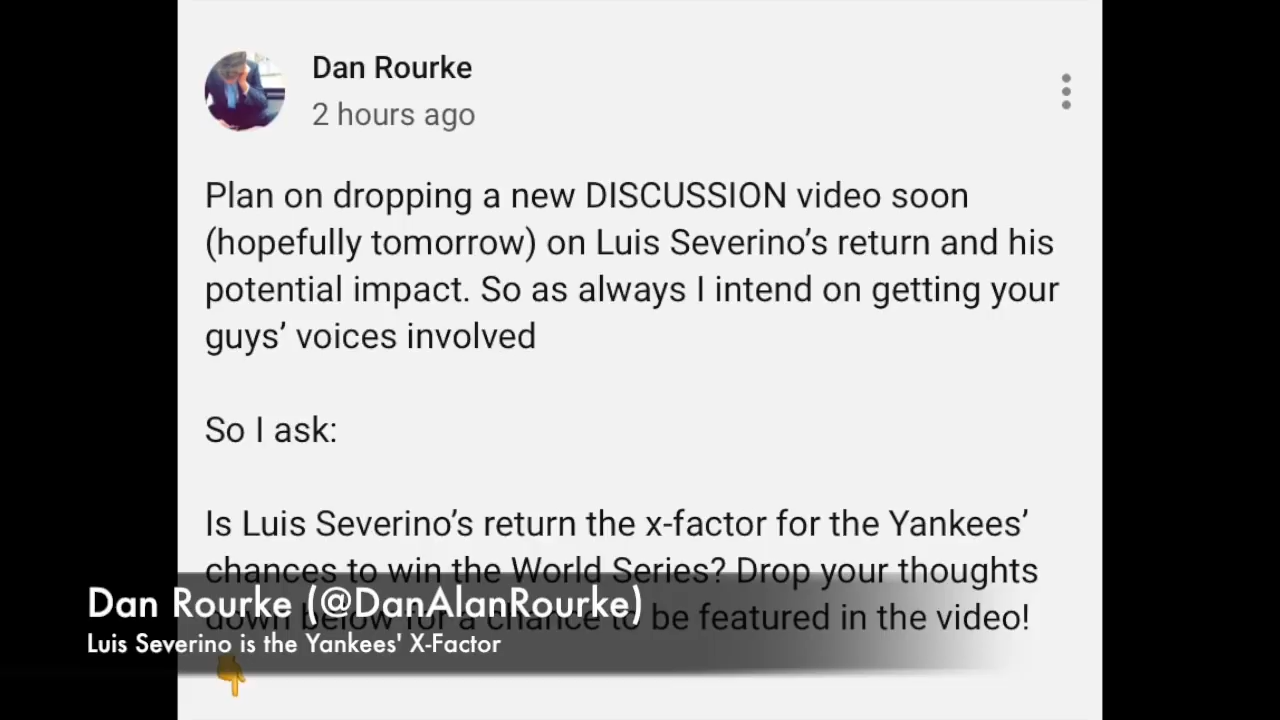 Dan Rourke
2 hours ago
Plan on dropping a new DISCUSSION video soon
(hopefully tomorrow) on Luis Severino’s return and his
potential impact. So as always I intend on getting your
guys’ voices involved
So I ask:
Is Luis Severino’s return the x-factor for the Yankees’
chances to win the World Series? Drop your thoughts
down below for a chance to be featured in the video!
Dan Rourke (@DanAlanRourke)
Luis Severino is the Yankees' X-Factor